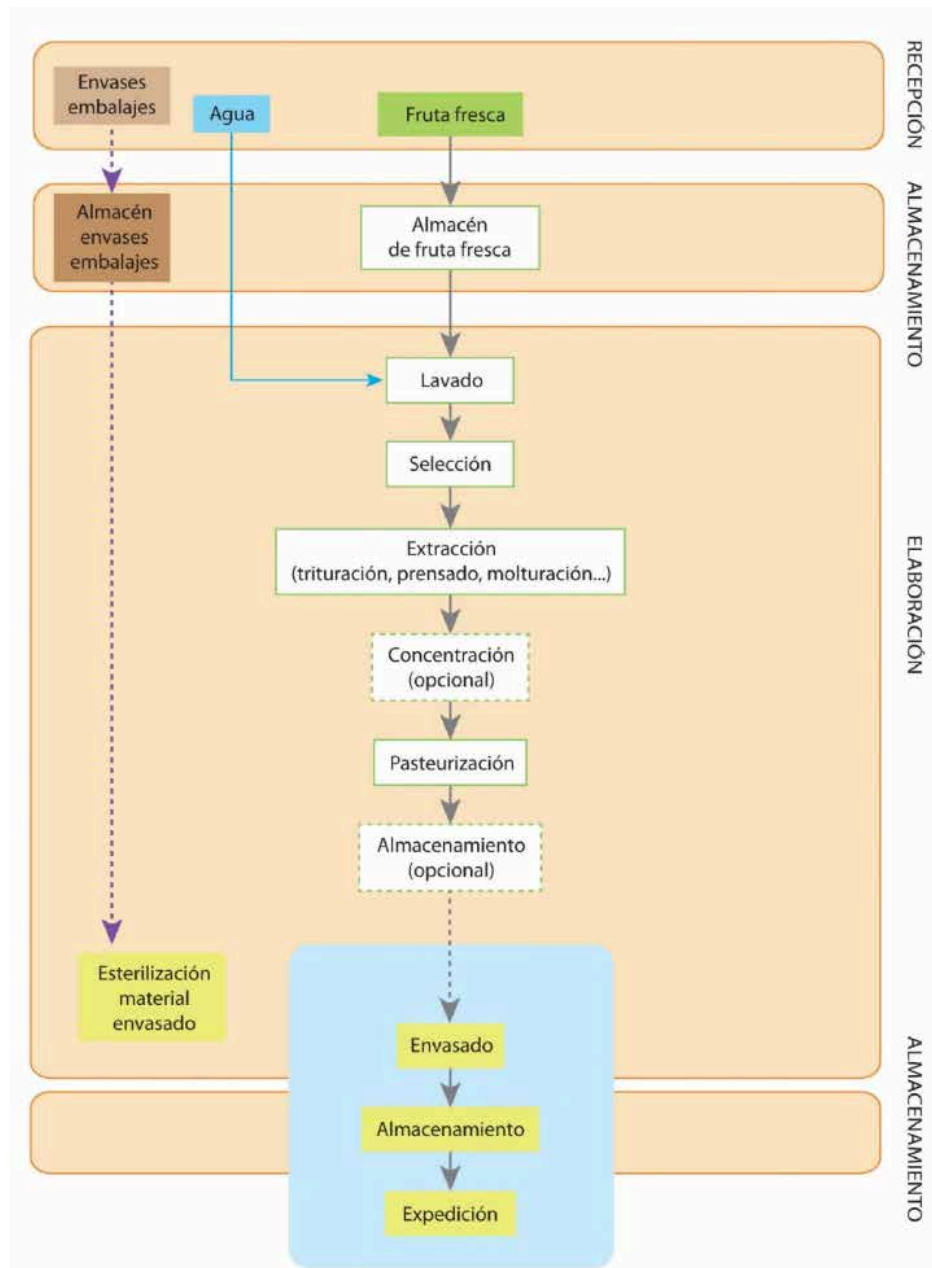 RECEPCIÓN
Envases
embalajes
Agua
Fruta fresca
ALMACENAMIENTO
Almacén
envases
embalajes
Almacén
de fruta fresca
ELABORACIÓN
Lavado
Selección
Extracción
(trituración, prensado, molturación...)
Concentración
(opcional)
Pasteurización
Almacenamiento
(opcional)
Esterilización
material
envasado
Envasado
ALMACENAMIENTO
Almacenamiento
Expedición